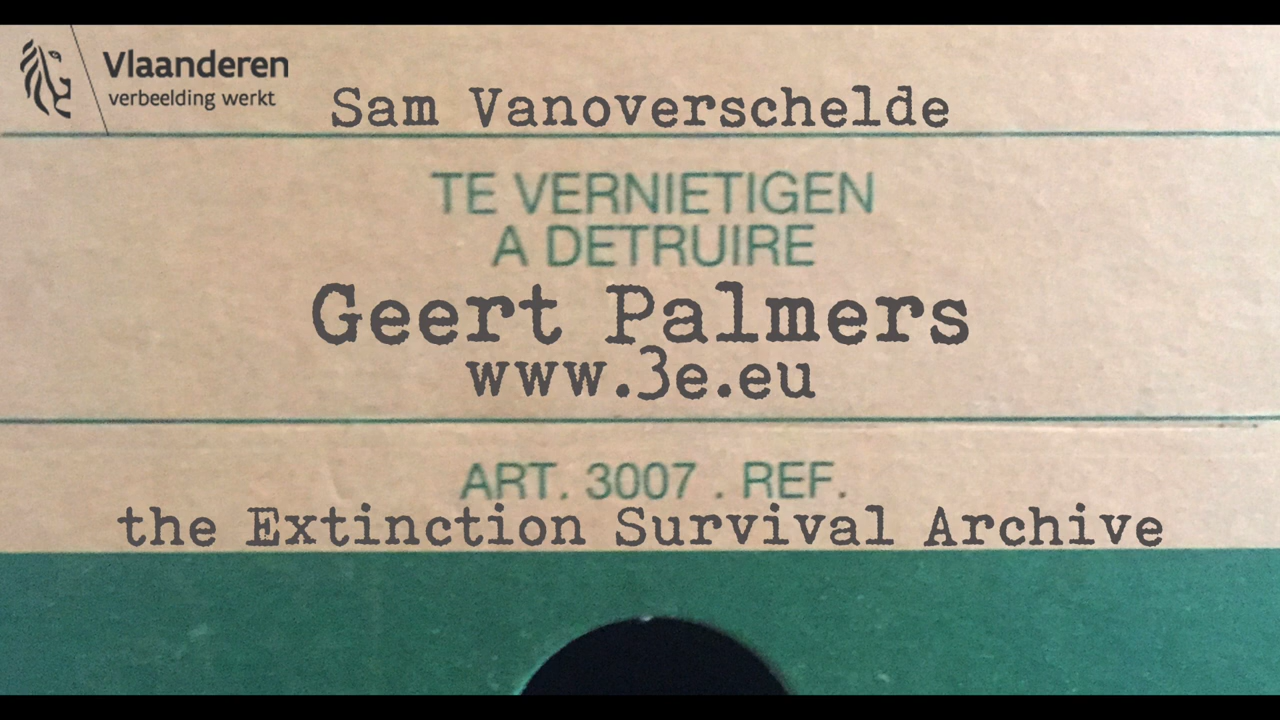 Vlaanderen
verbeelding werkt
Sam Vanoverschelde
TE VERNIETIGEN
A DETRUIRE
Geert Palmers
www.3e.eu
ART. 3007 . REF.
the Extinction Survival Archive